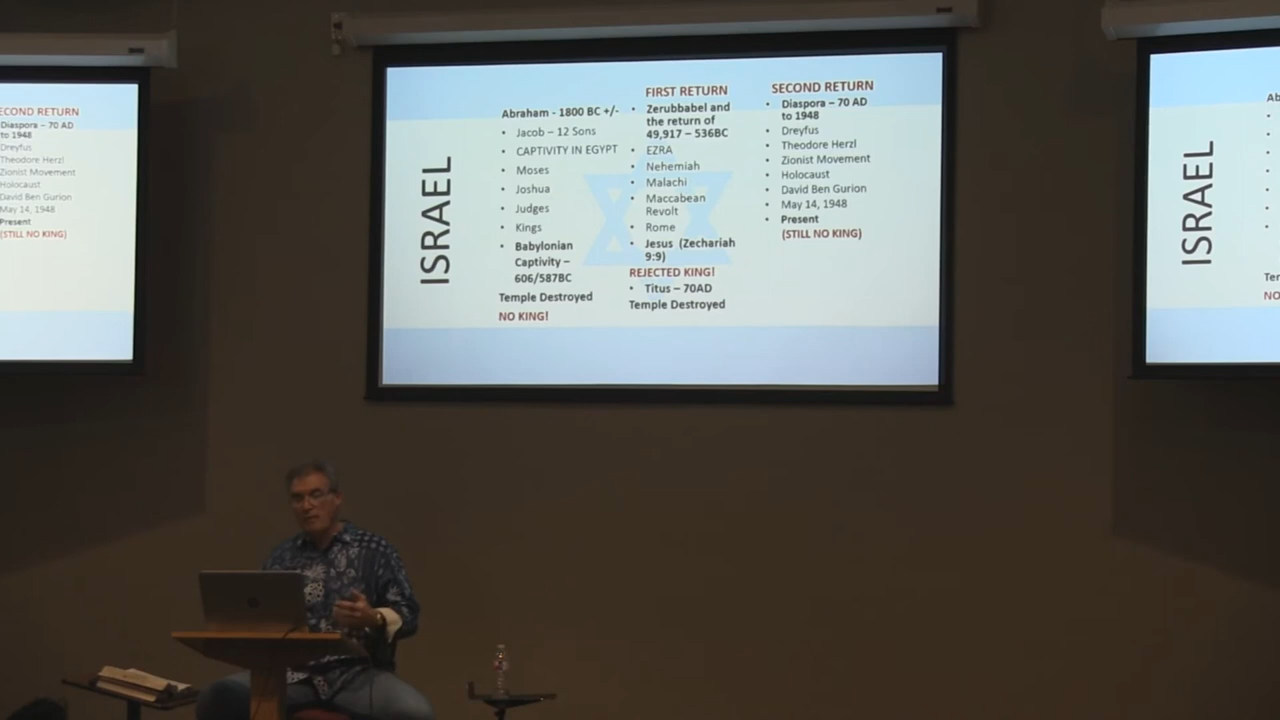 ECOND RETURN
Diaspora – 70 AD
to 1948
Dreyfus
Theodore Herzl
Zionist Movement
Holocaust
David Ben Gurion
May 14, 1948
Present
(STILL NO KING)
ISRAEL
Abraham - 1800 BC +/-
• Jacob – 12 Sons
• CAPTIVITY IN EGYPT
• Moses
• Joshua
• Judges
• Kings
• Babylonian
Captivity –
606/587BC
Temple Destroyed
NO KING!
FIRST RETURN
• Zerubbabel and
the return of
49,917 – 536BC
• EZRA
• Nehemiah
• Malachi
• Maccabean
Revolt
• Rome
• Jesus (Zechariah
9:9)
REJECTED KING!
• Titus – 70AD
Temple Destroyed
SECOND RETURN
• Diaspora – 70 AD
to 1948
• Dreyfus
• Theodore Herzl
• Zionist Movement
• Holocaust
• David Ben Gurion
• May 14, 1948
• Present
(STILL NO KING)
ISRAEL
Ab
•
•
•
•
•
•
•
Ter
NO